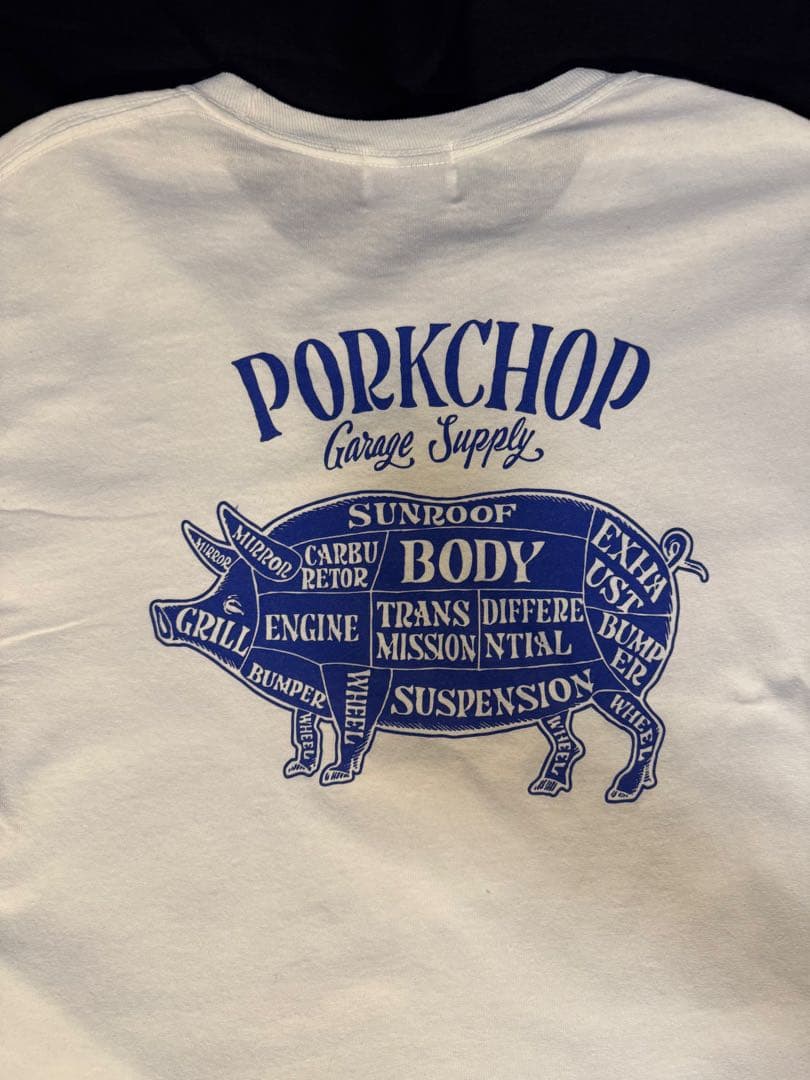 PORKCHOP
Garage Supply
SUNROOF
MIRROR
MIRROR
CARBU
RETOR
BODY
EXHA
UST
GRILL
ENGINE
TRANS
MISSION
DIFFERE
NTIAL
BUMP
ER
BUMPER
WHEEL
WHEEL
SUSPENSION
WHEEL
WHEEL